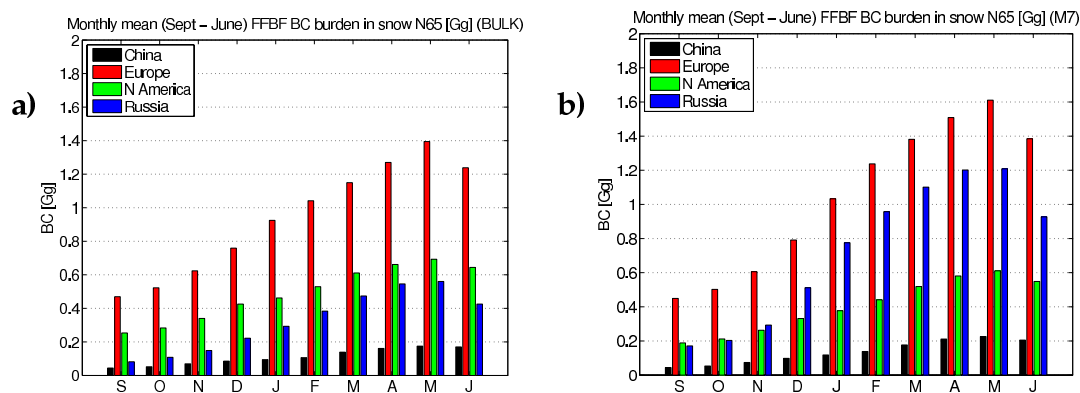 Monthly mean (Sept – June) FFBF BC burden in snow N65 [Gg] (BULK)
a)
BC [Gg]
2
1.8
1.6
1.4
1.2
1
0.8
0.6
0.4
0.2
0
China
Europe
N America
Russia
S O N D J F M A M J
Monthly mean (Sept – June) FFBF BC burden in snow N65 [Gg] (M7)
b)
BC [Gg]
2
1.8
1.6
1.4
1.2
1
0.8
0.6
0.4
0.2
0
China
Europe
N America
Russia
S O N D J F M A M J